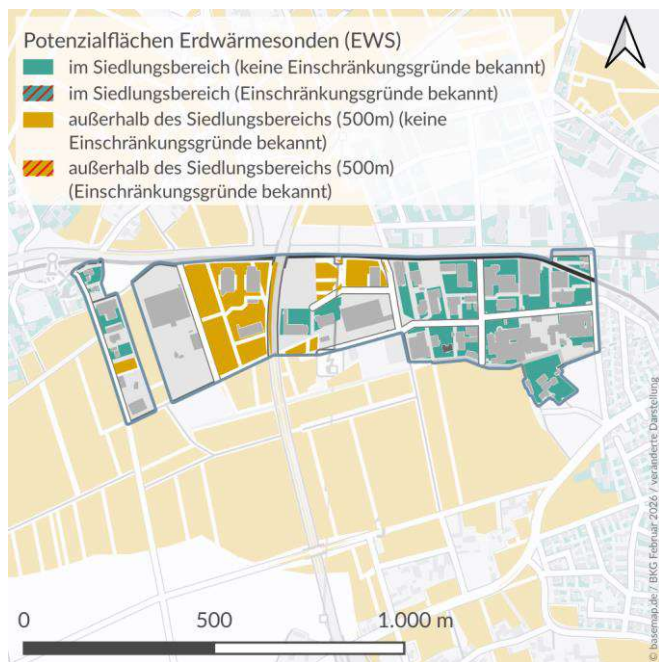 Potenzialflächen Erdwärmesonden (EWS)
im Siedlungsbereich (keine Einschränkungsgründe bekannt)
im Siedlungsbereich (Einschränkungsgründe bekannt)
außerhalb des Siedlungsbereichs (500m) (keine
Einschränkungsgründe bekannt)
außerhalb des Siedlungsbereichs (500m)
(Einschränkungsgründe bekannt)
0
500
1.000 m
© basemap.de / BKG Februar 2026 / veränderte Darstellung